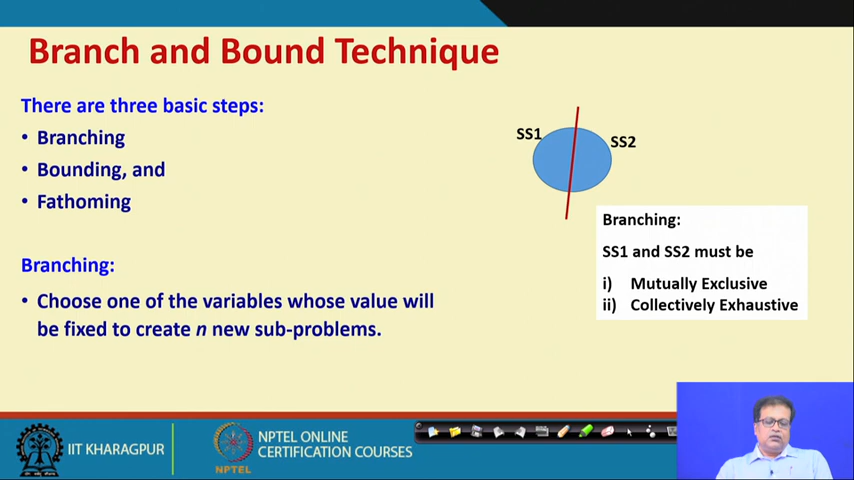 Branch and Bound Technique
There are three basic steps:
• Branching
• Bounding, and
• Fathoming
Branching:
• Choose one of the variables whose value will
be fixed to create n new sub-problems.
SS1
SS2
Branching:
SS1 and SS2 must be
i) Mutually Exclusive
ii) Collectively Exhaustive
IIT KHARAGPUR
NPTEL
NPTEL ONLINE
CERTIFICATION COURSES